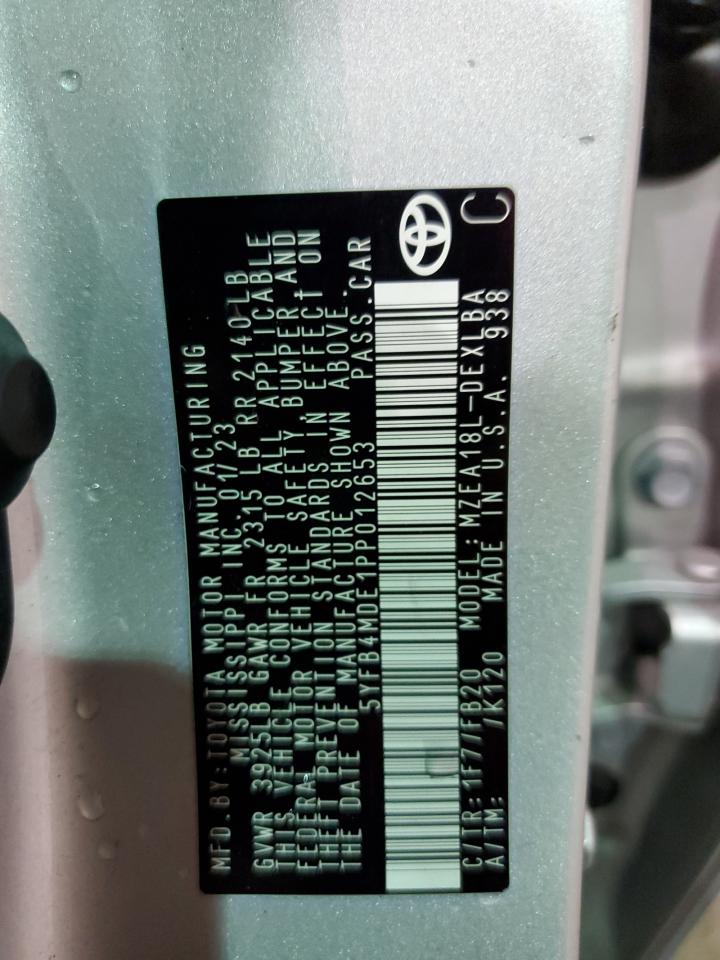 MFD.BY:TOYOTA MOTOR MANUFACTURING
MISSISSIPPI INC. 01/23
GVWR 3925LB GAWR FR 2315 LB RR 2140 LB
THIS VEHICLE CONFORMS TO ALL APPLICABLE
FEDERAL MOTOR VEHICLE SAFETY, BUMPER AND
THEFT PREVENTION STANDARDS IN EFFECT ON
THE DATE OF MANUFACTURE SHOWN ABOVE.
5YFB4MDE1PP012653 PASS.CAR
C/TR: 1F7/FB20 MODEL: MZEA18L-DEXLBA
A/TM: /K120 MADE IN U.S.A. 938
C